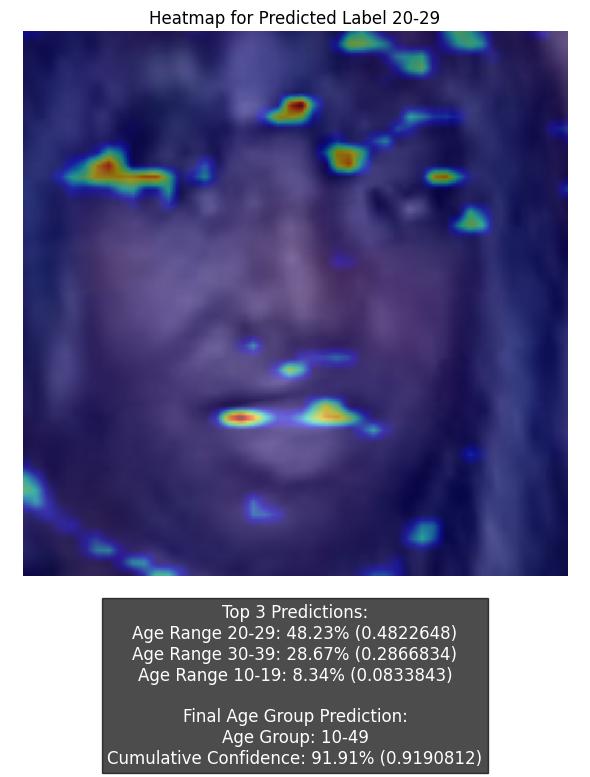 Heatmap for Predicted Label 20-29
Top 3 Predictions:
Age Range 20-29: 48.23% (0.4822648)
Age Range 30-39: 28.67% (0.2866834)
Age Range 10-19: 8.34% (0.0833843)
Final Age Group Prediction:
Age Group: 10-49
Cumulative Confidence: 91.91% (0.9190812)